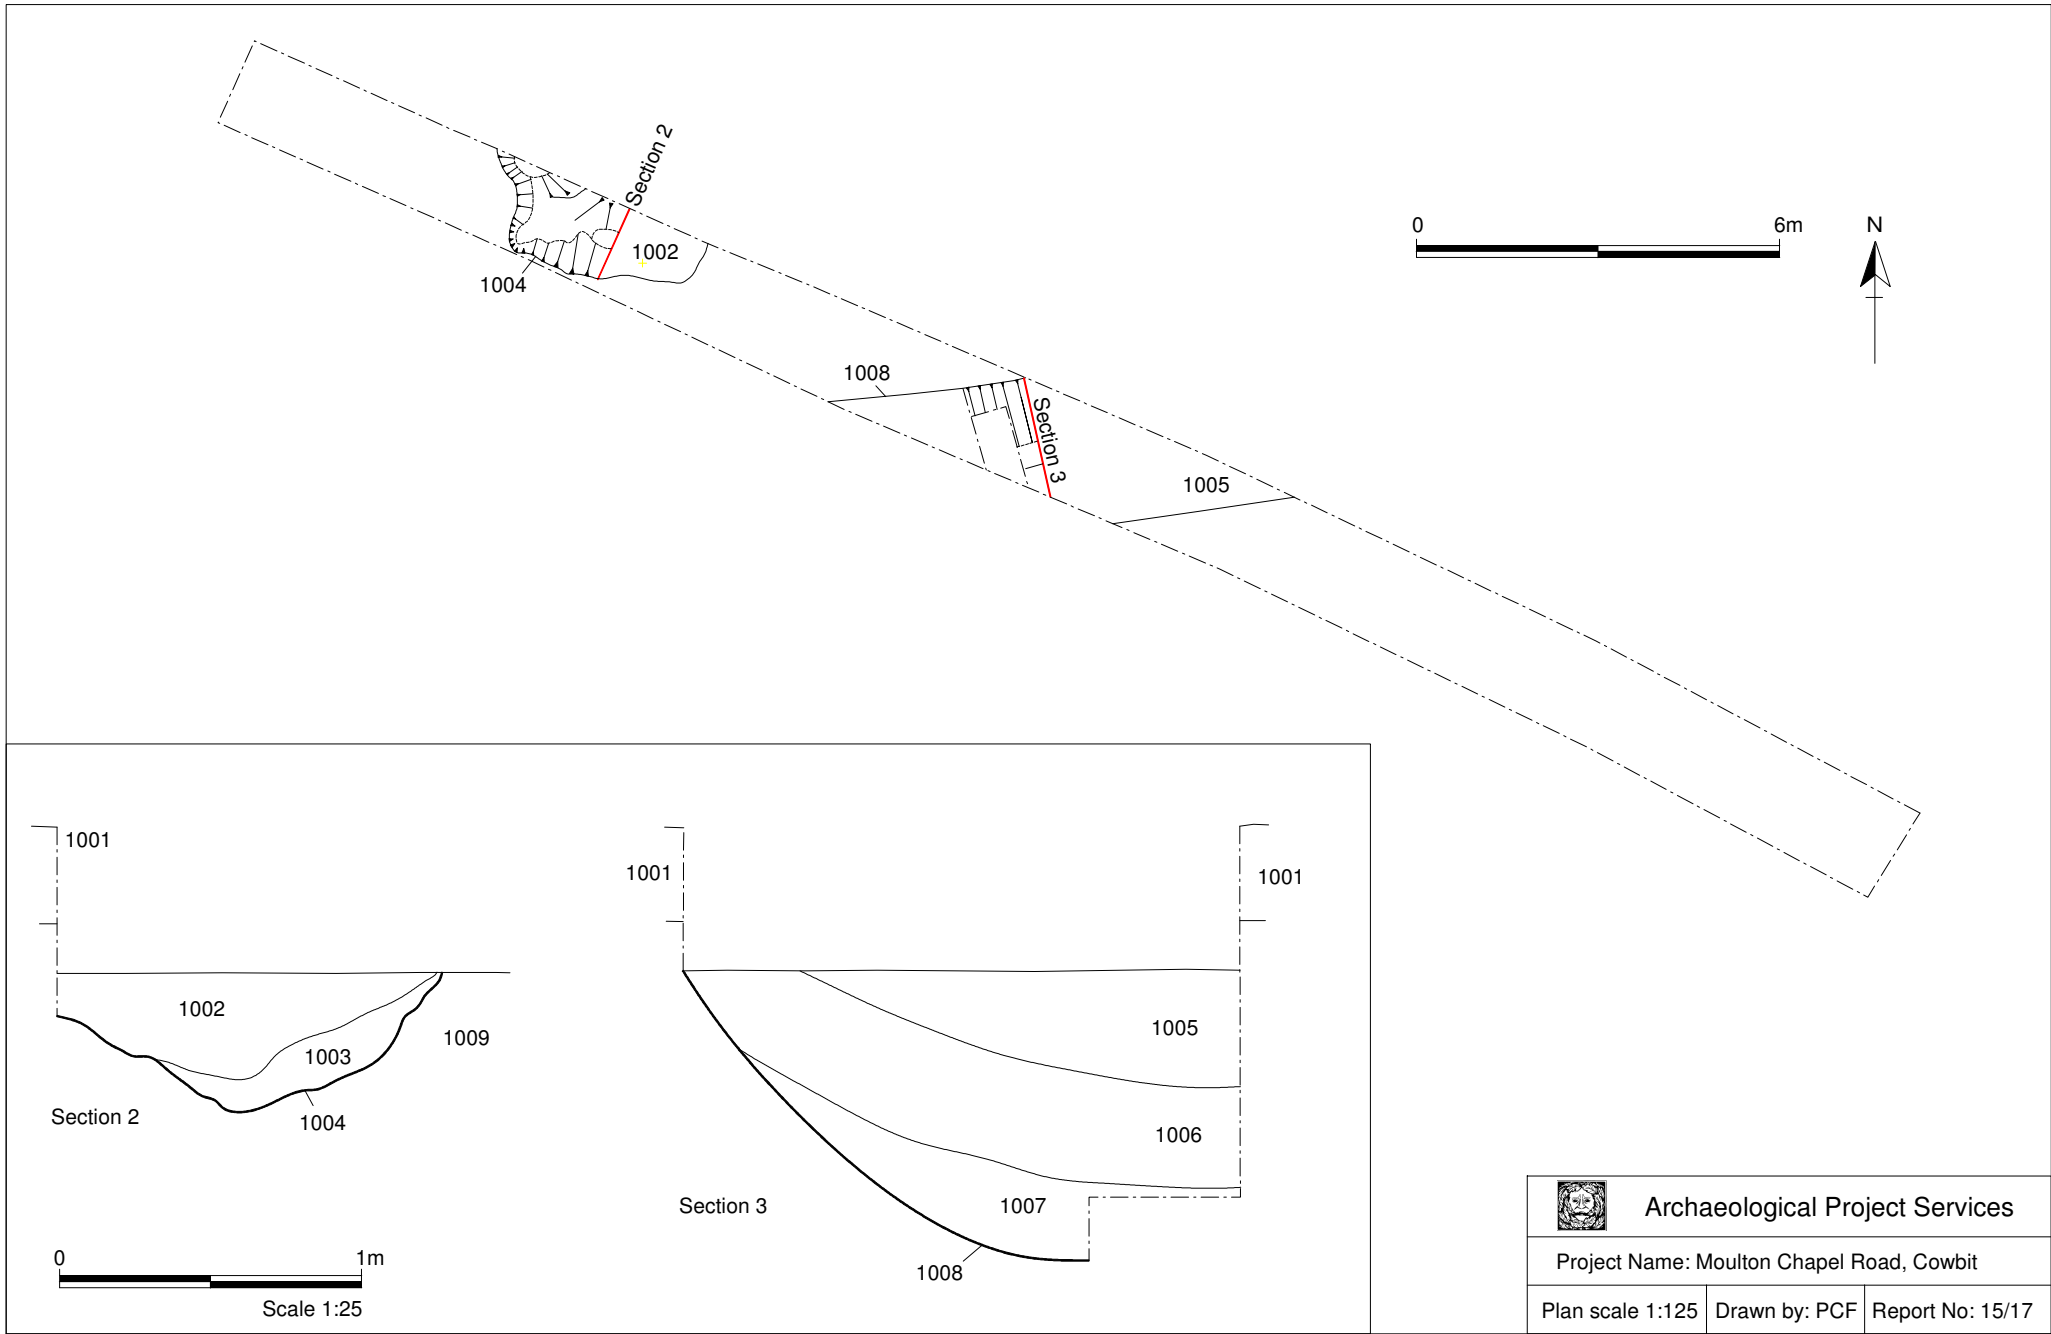 Section 2
1002
1004
0 6m
N
1008
Section 3
1005
1001
1002
1003
1009
1004
Section 2
0 1m
Scale 1:25
1001
1001
1005
1006
1007
1008
Section 3
Archaeological Project Services
Project Name: Moulton Chapel Road, Cowbit
Plan scale 1:125 Drawn by: PCF Report No: 15/17